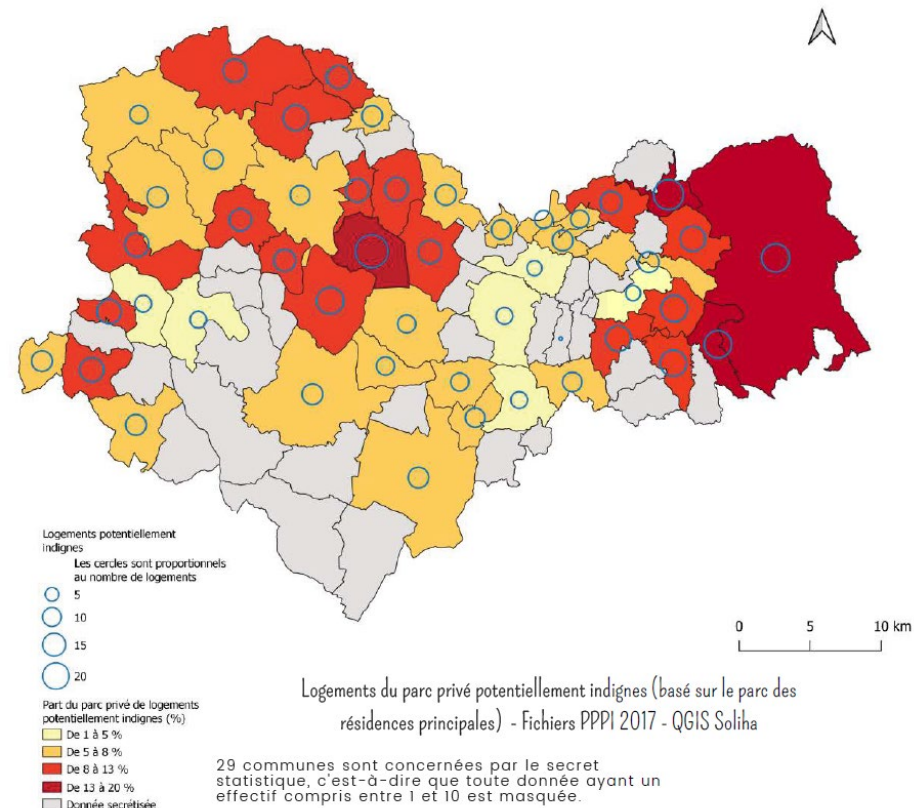 Logements potentiellement
indignes
Les cercles sont proportionnels
au nombre de logements
5
10
15
20
Part du parc privé de logements
potentiellement indignes (%)
De 1 à 5 %
De 5 à 8 %
De 8 à 13 %
De 13 à 20 %
Donnée secrétisée
0 5 10 km
Logements du parc privé potentiellement indignes (basé sur le parc des
résidences principales) - Fichiers PPPI 2017 - QGIS Soliha
29 communes sont concernées par le secret
statistique, c'est-à-dire que toute donnée ayant un
effectif compris entre 1 et 10 est masquée.